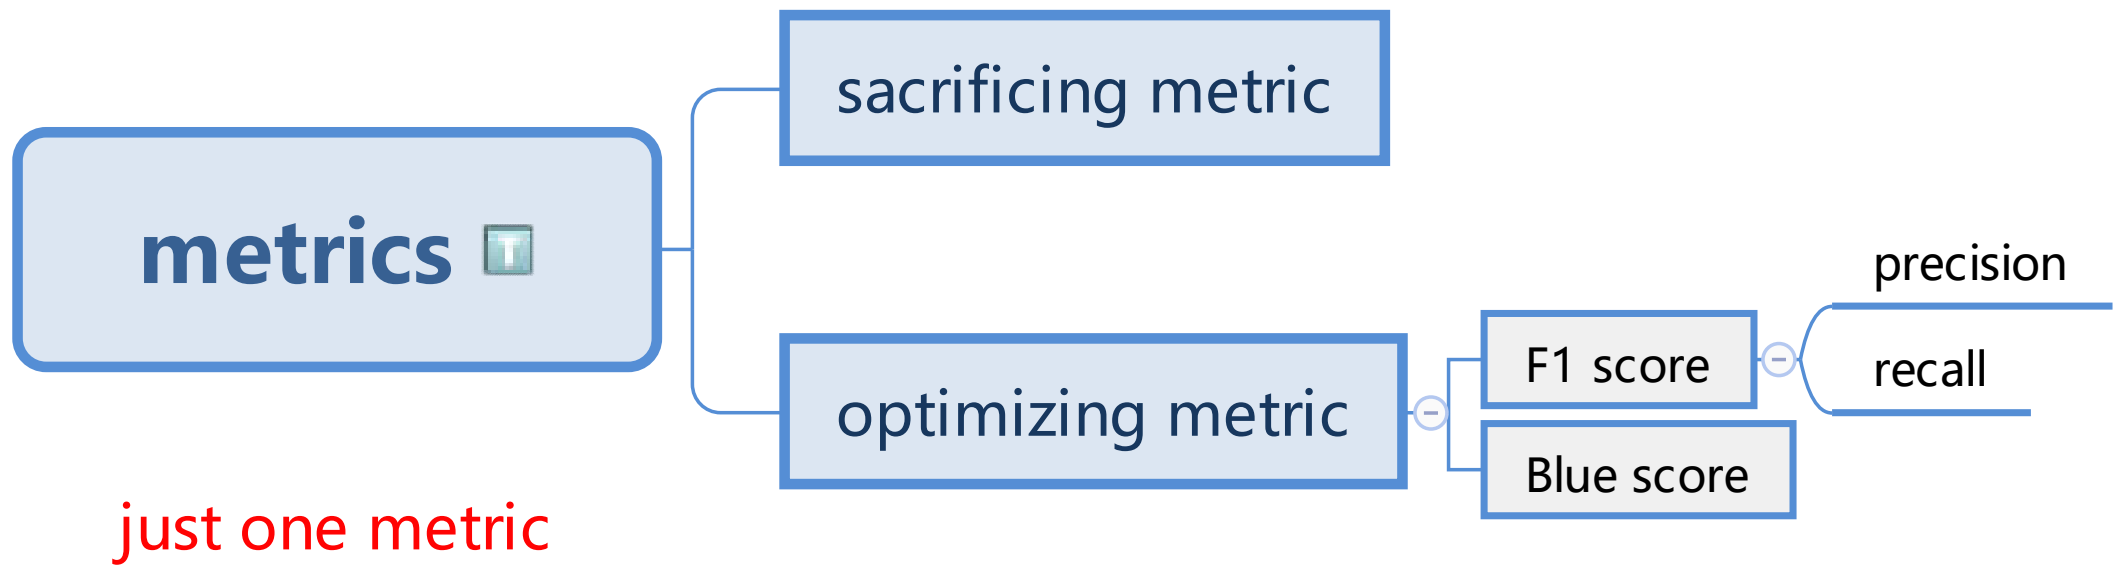 sacrificing metric
metrics T
precision
F1 score
recall
optimizing metric
Blue score
just one metric